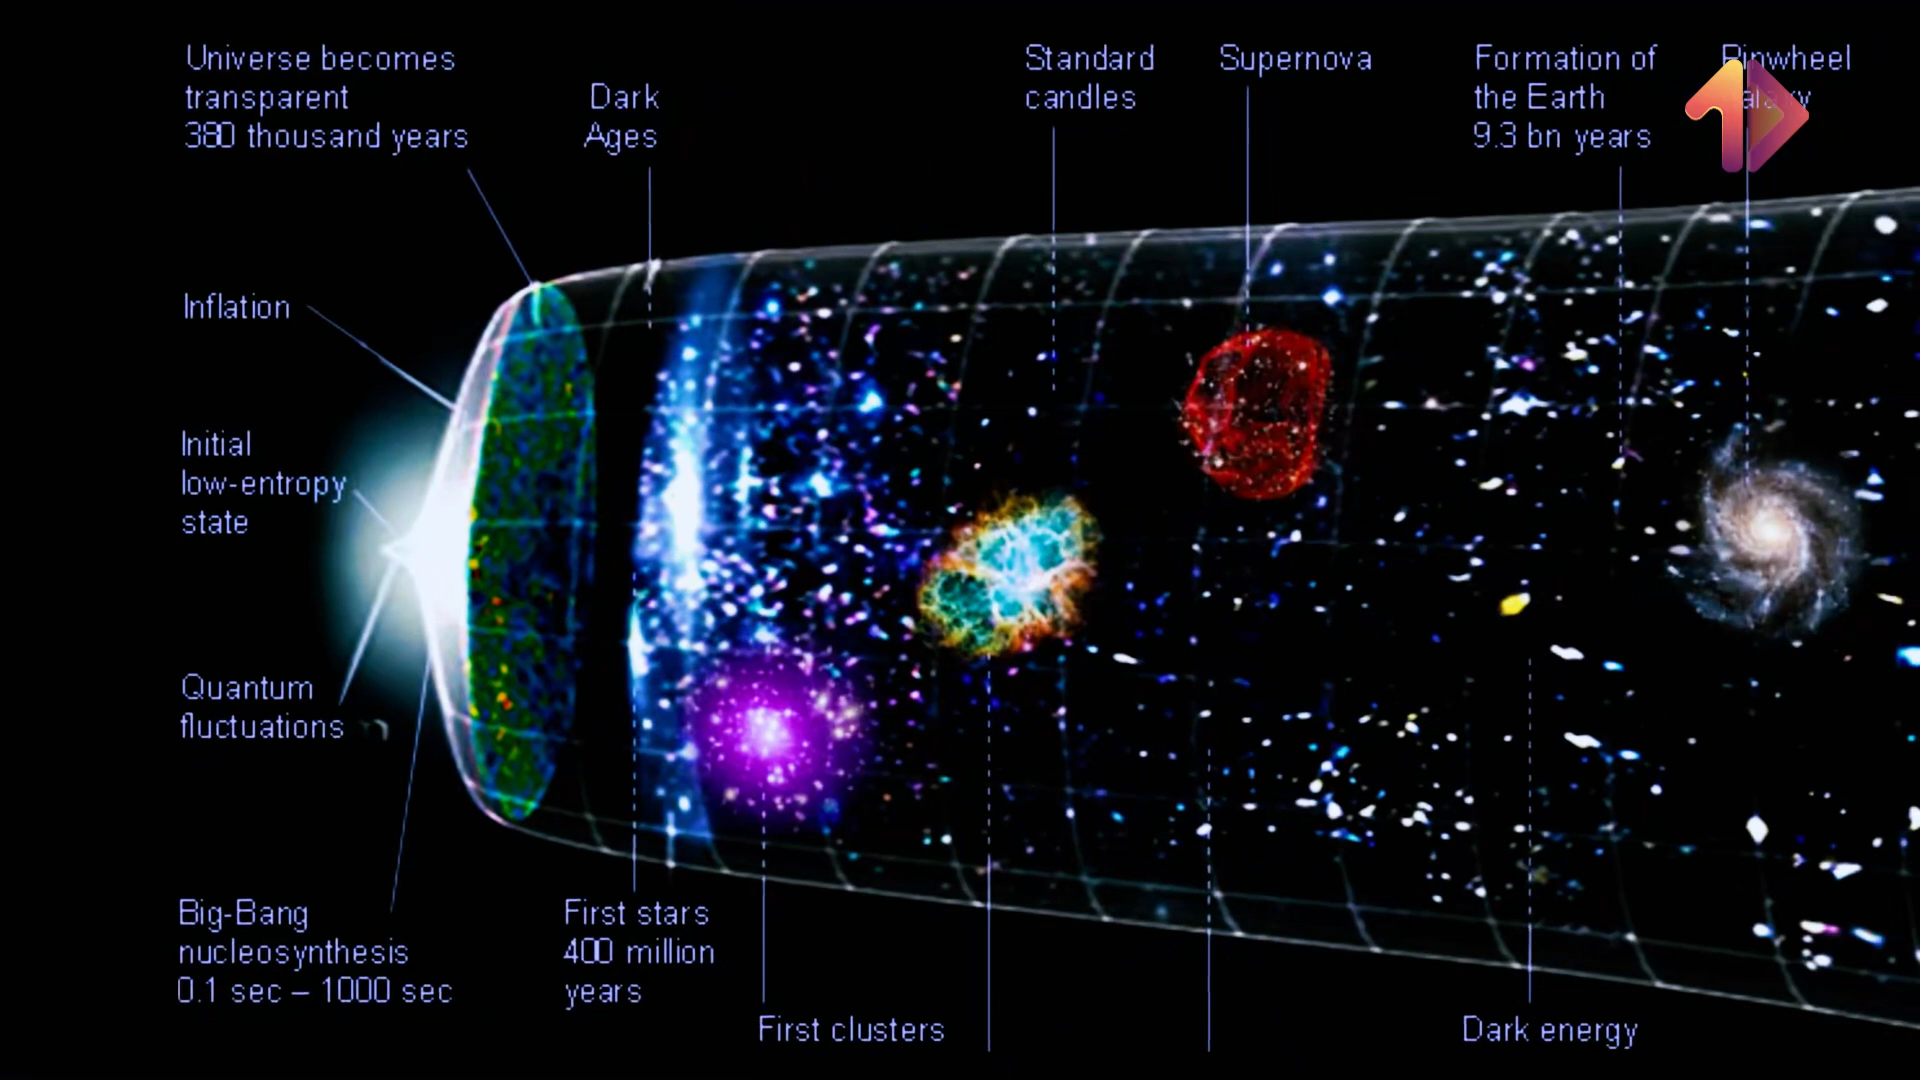 Universe becomes
transparent
380 thousand years
Dark
Ages
Standard
candles
Supernova
Formation of
the Earth
9.3 bn years
Pinwheel
Inflation
Initial
low-entropy
state
Quantum
fluctuations
Big-Bang
nucleosynthesis
0.1 sec – 1000 sec
First stars
400 million
years
First clusters
Dark energy